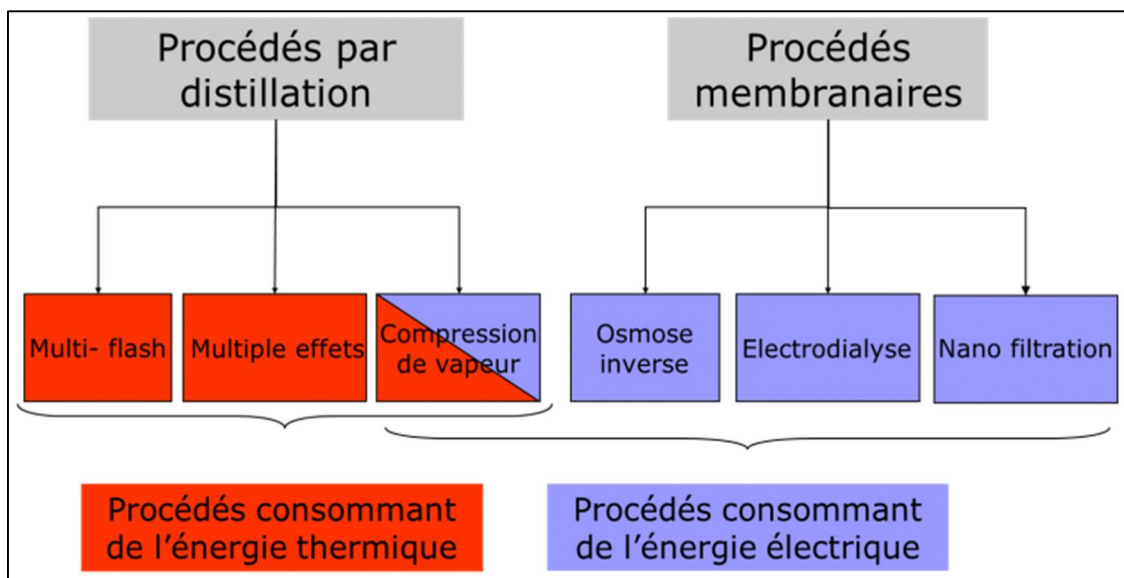 Procédés par
distillation
Procédés
membranaires
Multi- flash
Multiple effets
Compression
de vapeur
Osmose
inverse
Electrodialyse
Nano filtration
Procédés consommant
de l'énergie thermique
Procédés consommant
de l'énergie électrique